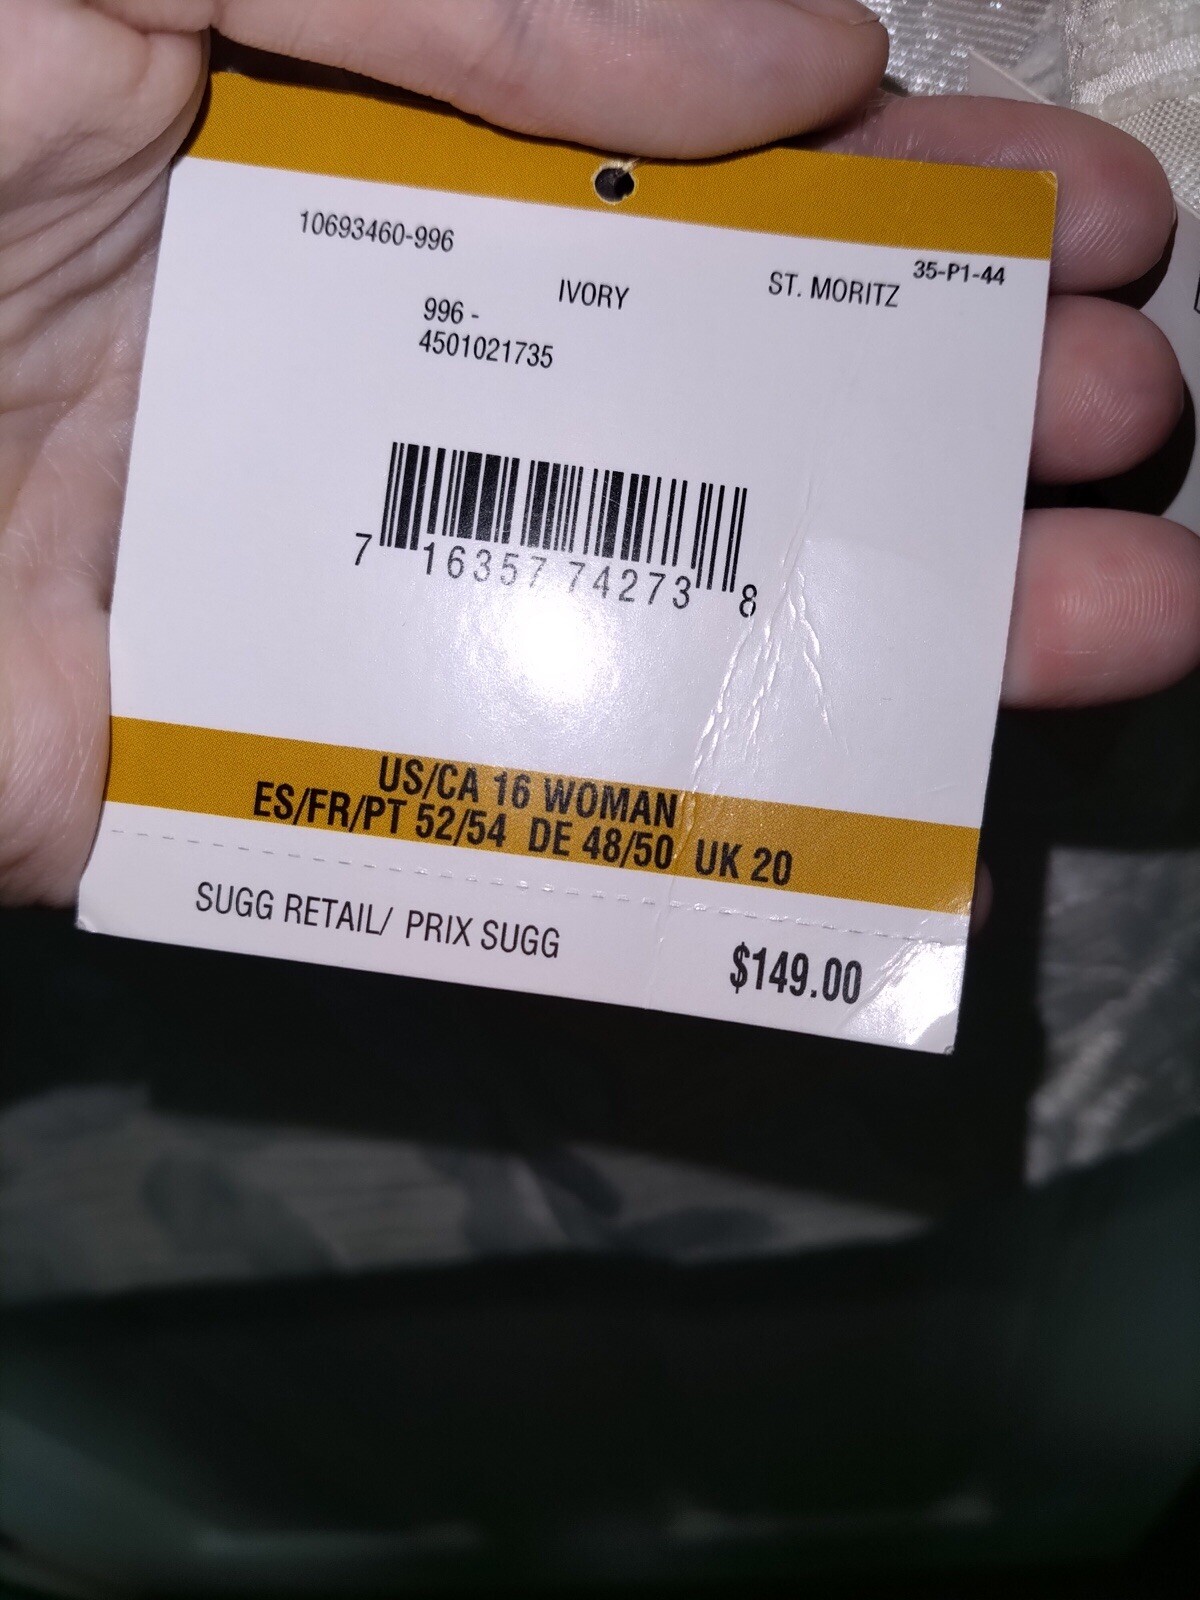 10693460-996
35-P1-44
IVORY
ST. MORITZ
996 -
4501021735
7 16357 74273 8
US/CA 16 WOMAN
ES/FR/PT 52/54 DE 48/50 UK 20
SUGG RETAIL/ PRIX SUGG
$149.00